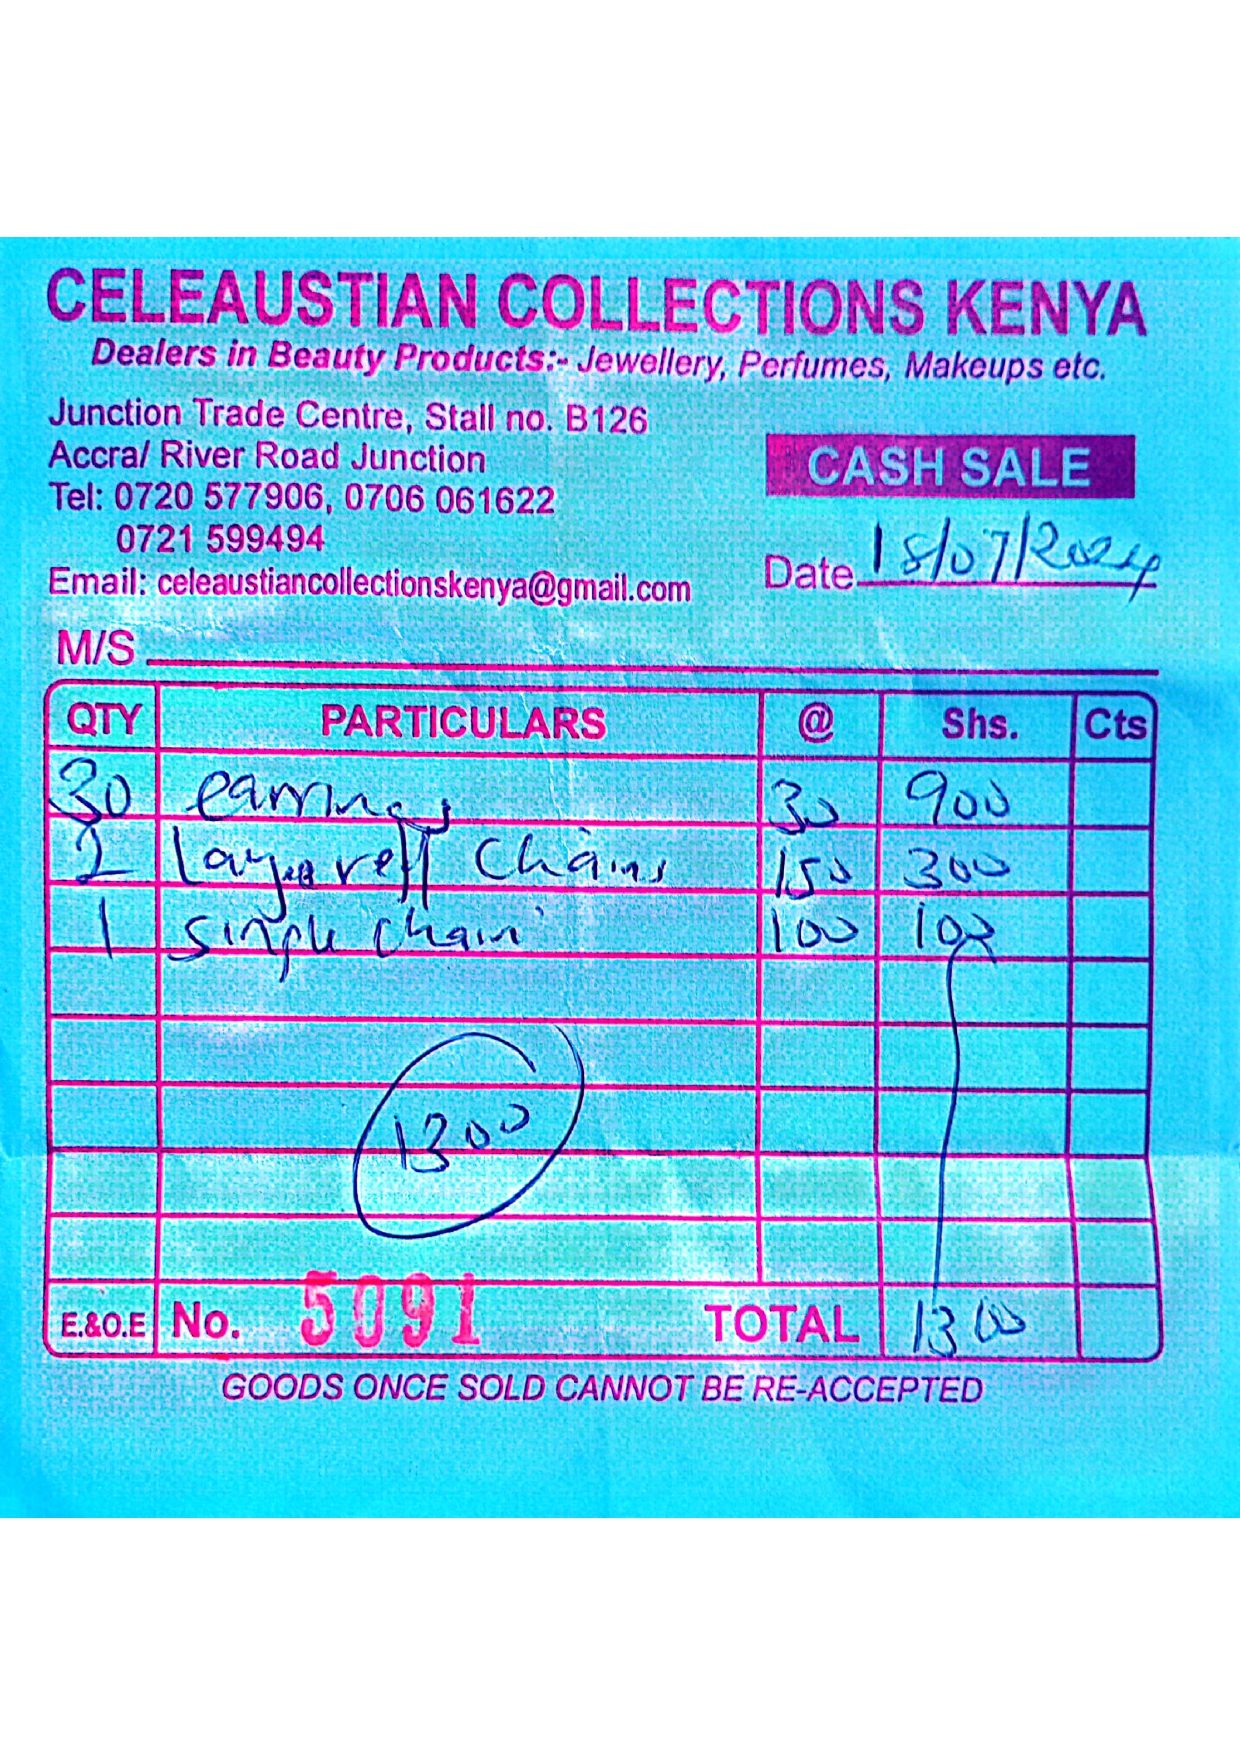 CELEAUSTIAN COLLECTIONS KENYA
Dealers in Beauty Products:- Jewellery, Perfumes, Makeups etc.
Junction Trade Centre, Stall no. B126
Accra/ River Road Junction
Tel: 0720 577906, 0706 061622
0721 599494
Email: celeaustiancollectionskenya@gmail.com
CASH SALE
Date 18/07/2024
M/S
QTY PARTICULARS @ Shs. Cts
30 earrings 30 900
2 chains 150 300
1 single chain 100 100
1300
E.&O.E No. 5091 TOTAL 1300
GOODS ONCE SOLD CANNOT BE RE-ACCEPTED